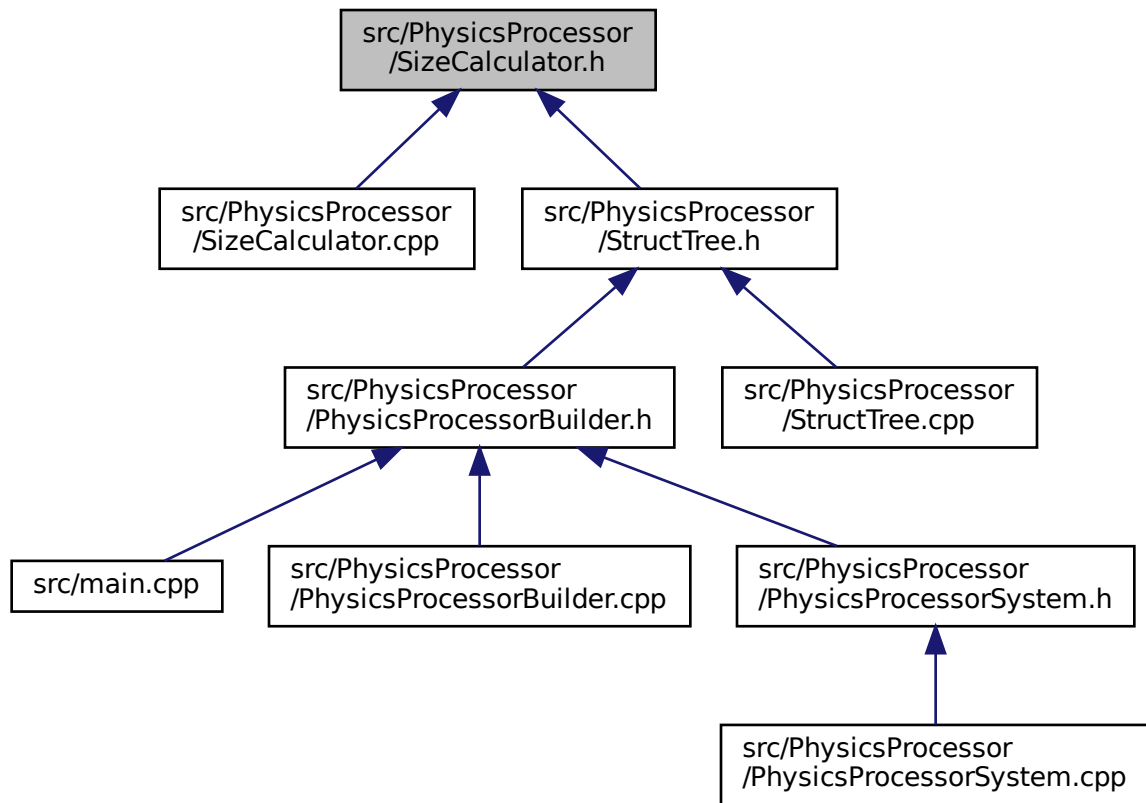 src/PhysicsProcessor
/SizeCalculator.h
src/PhysicsProcessor
/SizeCalculator.cpp
src/PhysicsProcessor
/StructTree.h
src/PhysicsProcessor
/PhysicsProcessorBuilder.h
src/PhysicsProcessor
/StructTree.cpp
src/main.cpp
src/PhysicsProcessor
/PhysicsProcessorBuilder.cpp
src/PhysicsProcessor
/PhysicsProcessorSystem.h
src/PhysicsProcessor
/PhysicsProcessorSystem.cpp